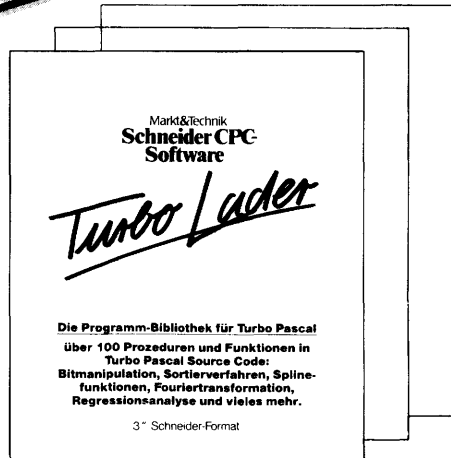 Markt&Technik
Schneider CPC-
Software
Turbo Lader
Die Programm-Bibliothek für Turbo Pascal
über 100 Prozeduren und Funktionen in
Turbo Pascal Source Code:
Bitmanipulation, Sortierverfahren, Spline-
funktionen, Fouriertransformation,
Regressionsanalyse und vieles mehr.
3" Schneider-Format